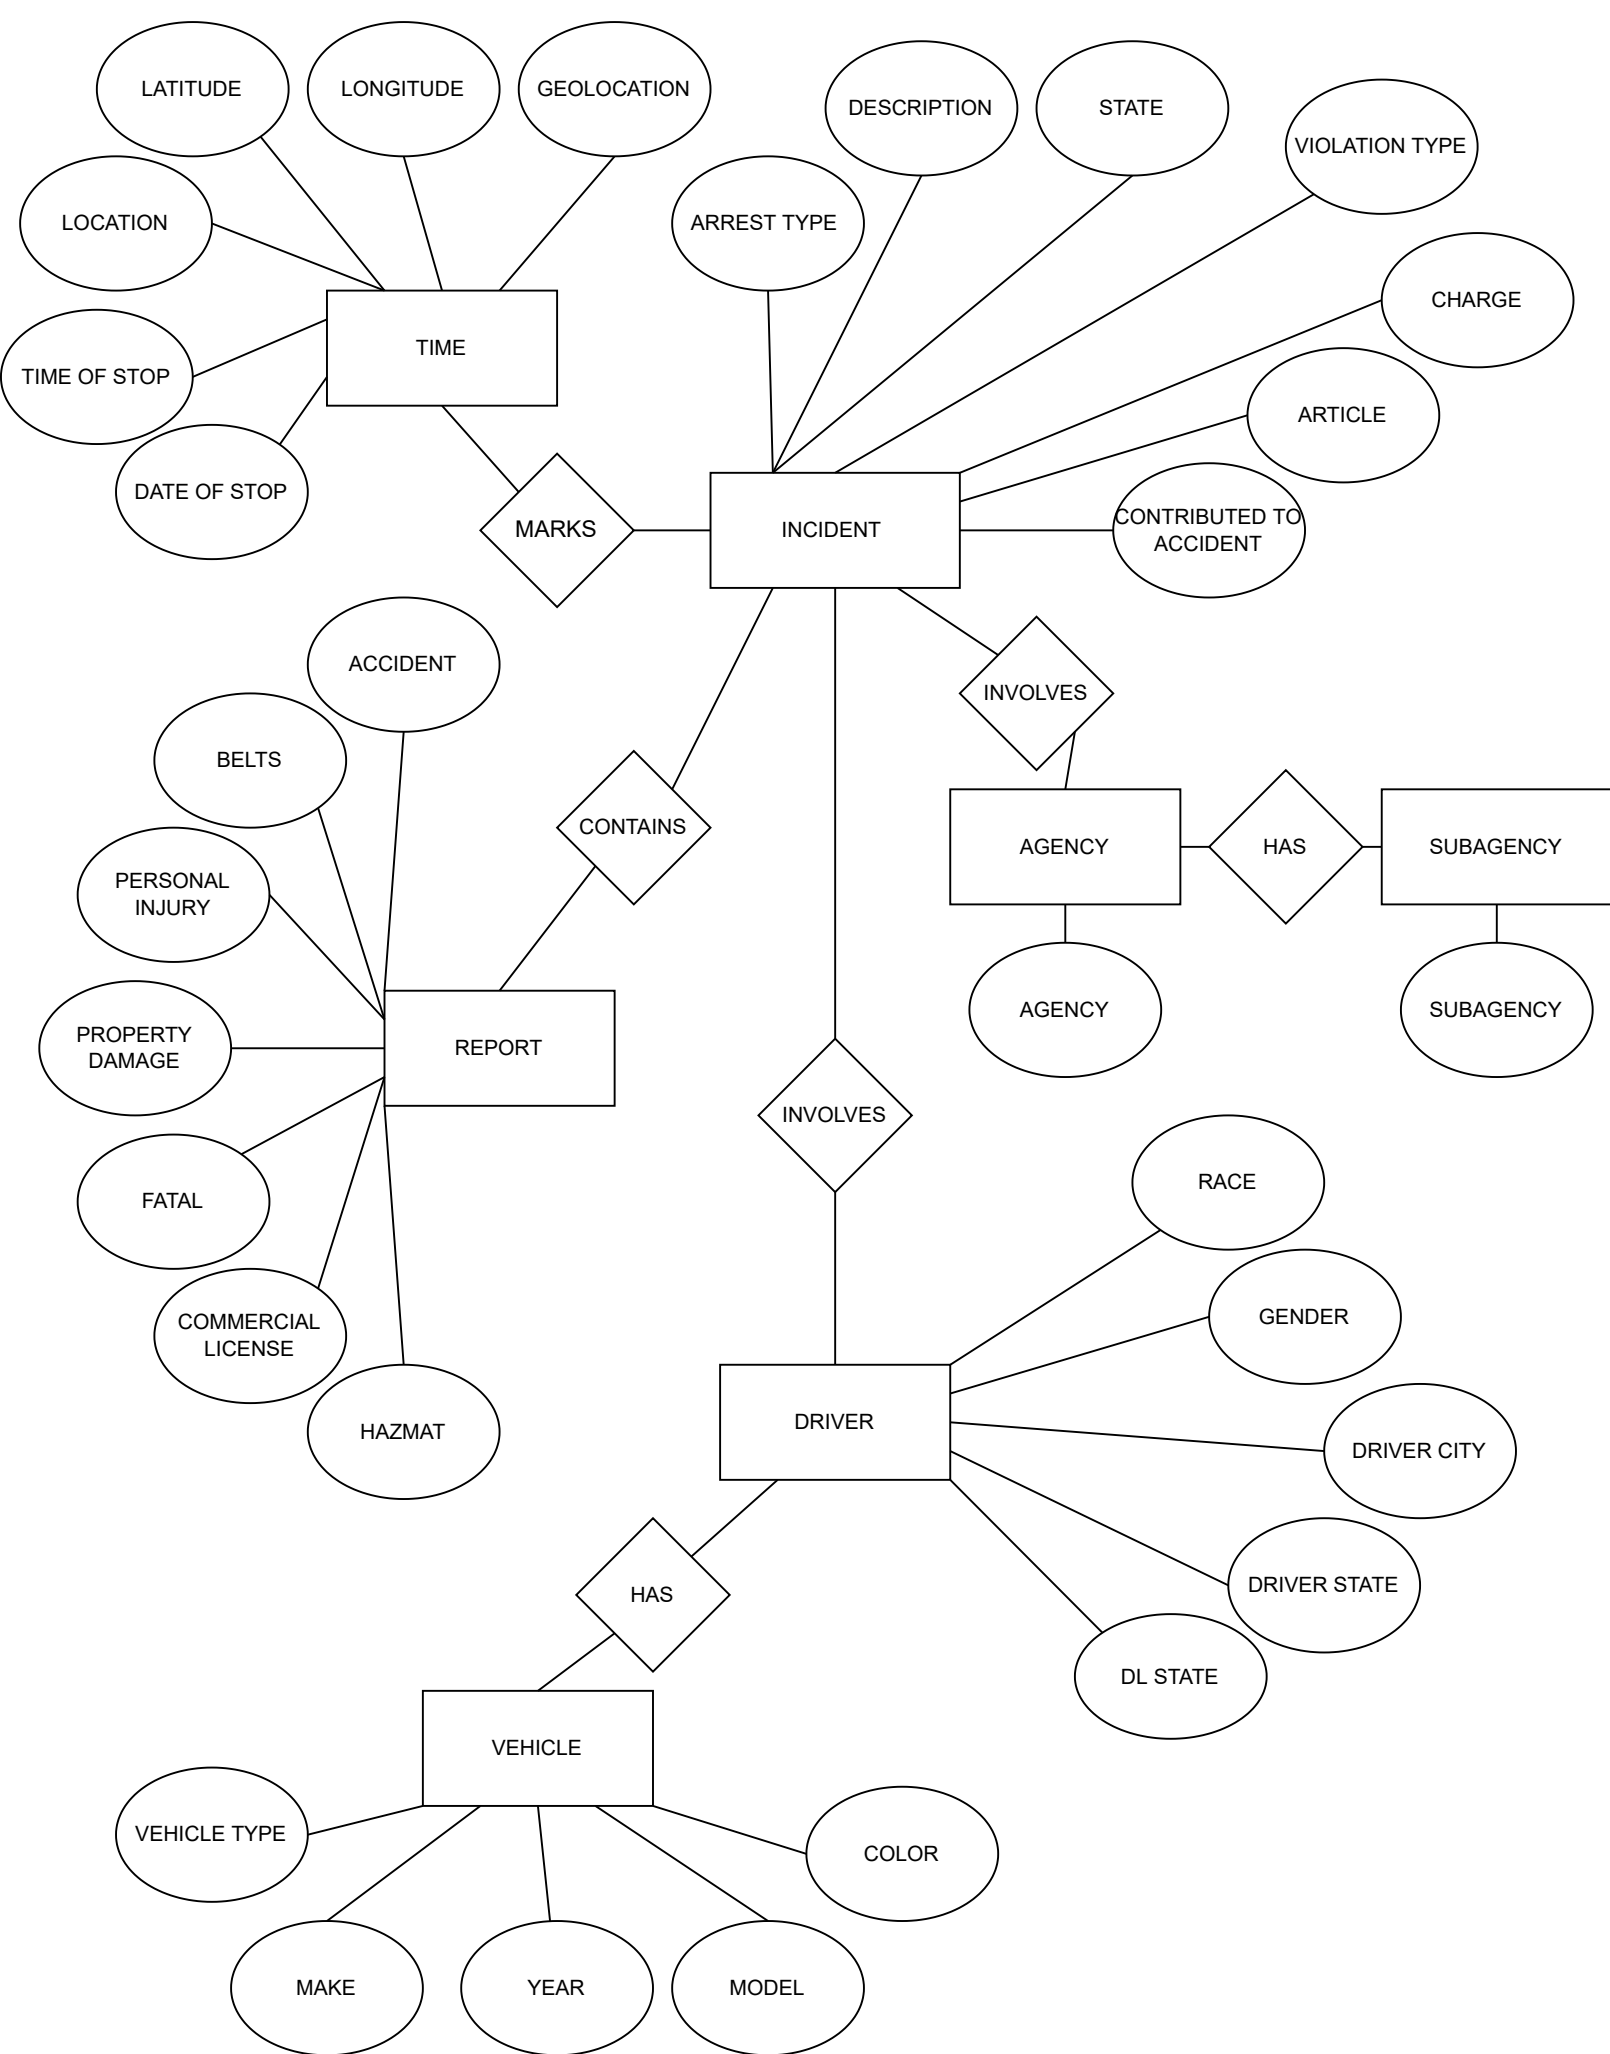 LATITUDE
LONGITUDE
GEOLOCATION
DESCRIPTION
STATE
VIOLATION TYPE
LOCATION
ARREST TYPE
CHARGE
TIME
TIME OF STOP
ARTICLE
DATE OF STOP
MARKS
INCIDENT
CONTRIBUTED TO
ACCIDENT
ACCIDENT
INVOLVES
BELTS
CONTAINS
AGENCY
HAS
SUBAGENCY
PERSONAL
INJURY
AGENCY
SUBAGENCY
PROPERTY
DAMAGE
REPORT
INVOLVES
RACE
FATAL
GENDER
COMMERCIAL
LICENSE
HAZMAT
DRIVER
DRIVER CITY
DRIVER STATE
HAS
DL STATE
VEHICLE
VEHICLE TYPE
COLOR
MAKE
YEAR
MODEL